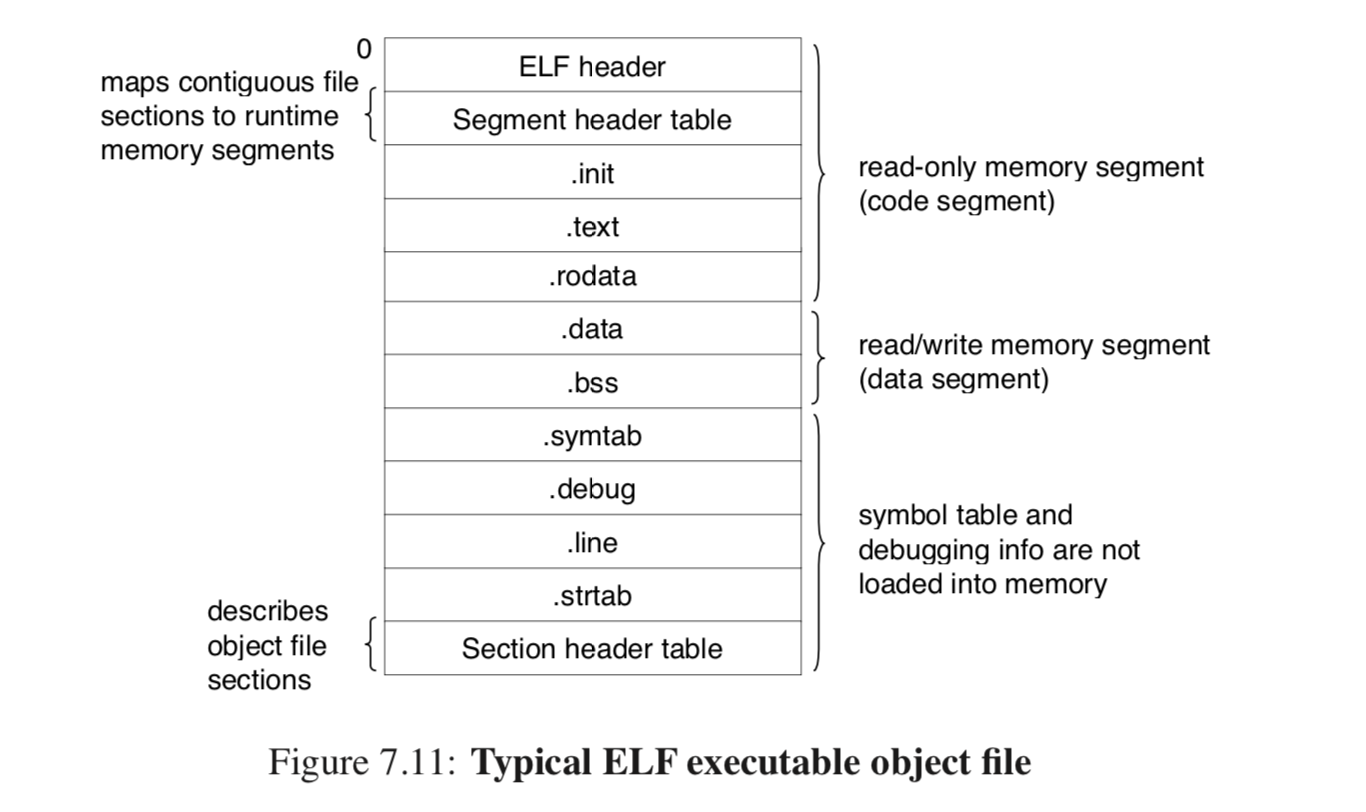 0
ELF header
maps contiguous file
sections to runtime
memory segments
Segment header table
.init
.text
.rodata
read-only memory segment
(code segment)
.data
.bss
read/write memory segment
(data segment)
.symtab
.debug
.line
.strtab
symbol table and
debugging info are not
loaded into memory
describes
object file
sections
Section header table
Figure 7.11: Typical ELF executable object file